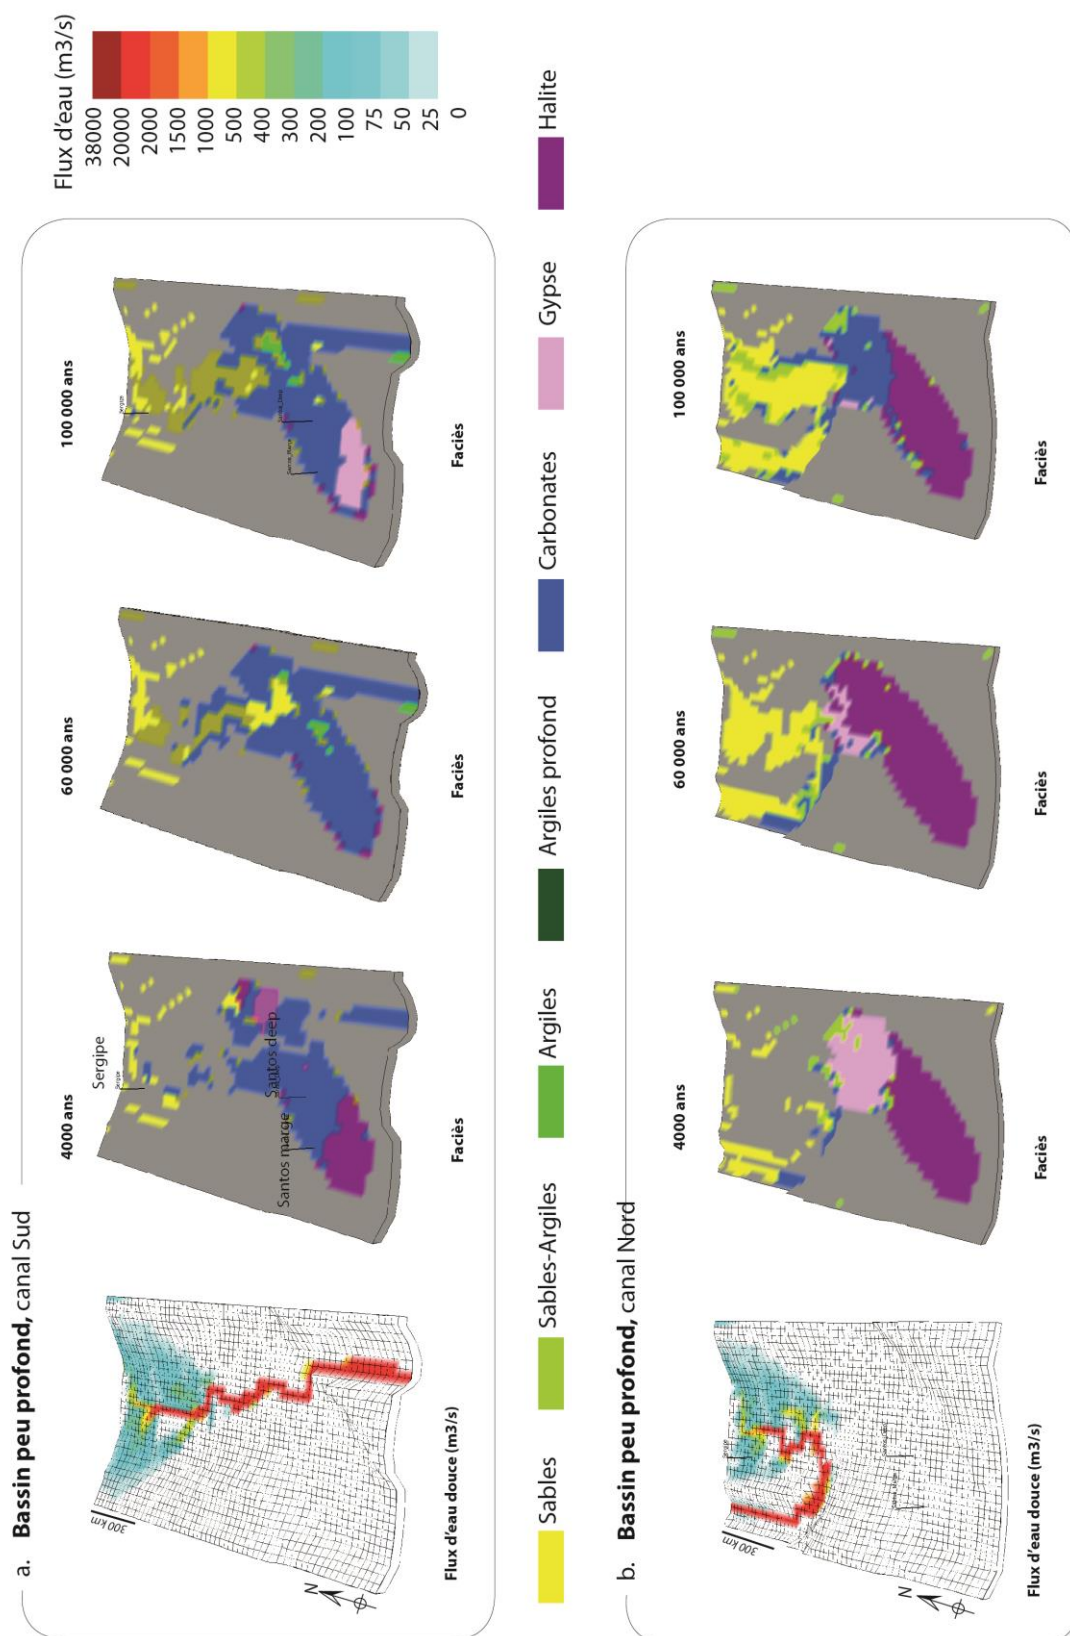 a. Bassin peu profond, canal Sud
Flux d'eau (m3/s)
38000
20000
2000
1500
1000
500
400
300
200
100
75
50
25
0
300 km
N
Flux d'eau douce (m3/s)
4000 ans
Sergipe
Sergipe
Santos marge
Santos deep
Faciès
60 000 ans
Faciès
100 000 ans
Sergipe
Faciès
Sables
Sables-Argiles
Argiles
Argiles profond
Carbonates
Gypse
Halite
b. Bassin peu profond, canal Nord
300 km
N
Sergipe
Flux d'eau douce (m3/s)
4000 ans
Faciès
60 000 ans
Faciès
100 000 ans
Faciès